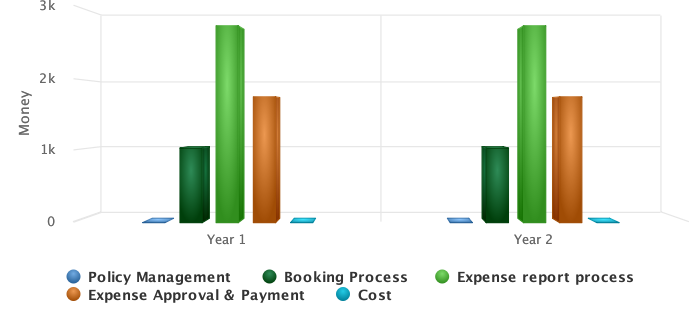 3k
2k
1k
0
Money
Year 1 Year 2
Policy Management Booking Process Expense report process
Expense Approval & Payment Cost